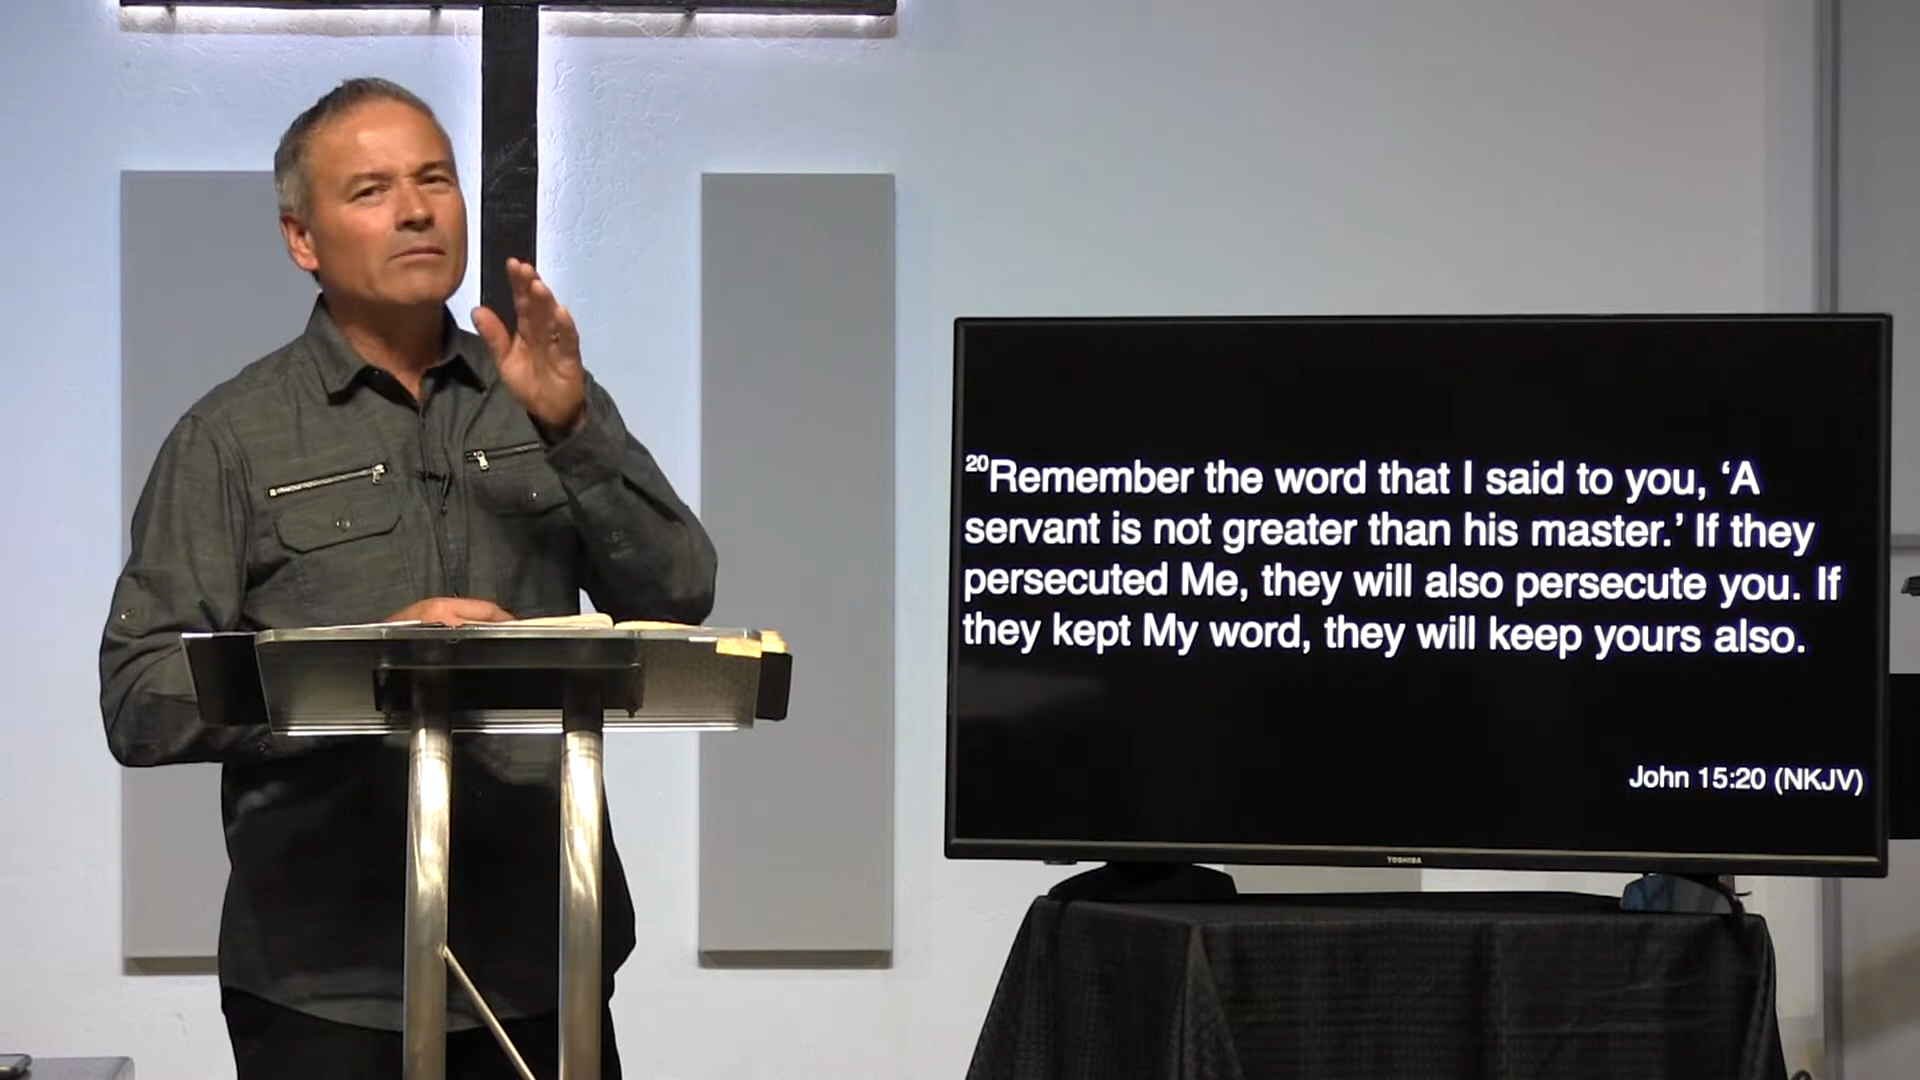 ²⁰Remember the word that I said to you, ‘A
servant is not greater than his master.’ If they
persecuted Me, they will also persecute you. If
they kept My word, they will keep yours also.
John 15:20 (NKJV)
TOSHIBA